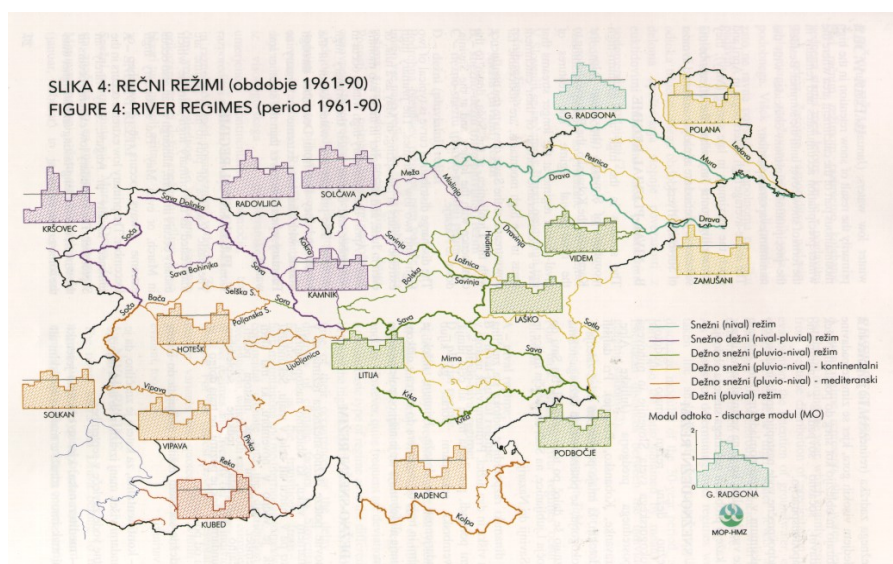 SLIKA 4: REČNI REŽIMI (obdobje 1961-90)
FIGURE 4: RIVER REGIMES (period 1961-90)
G. RADGONA
POLANA
RADOVLJICA
SOLČAVA
KRŠOVEC
Meža
Mislinja
Drava
Pesnica
Mura
Ledava
Drava
Sava Dolinka
Soča
Sava Bohinjka
Sava
Kokra
Savinja
Hudinja
Dravinja
VIDEM
ZAMUŠANI
KAMNIK
Ložnica
Bolska
Savinja
LAŠKO
Soča
Bača
Selška S.
Sora
Poljanska S.
HOTEŠK
Ljubljanica
LITIJA
Sava
Mirna
Sava
Sotla
Krka
Krka
SOLKAN
Vipava
VIPAVA
Pivka
Reka
KUBED
RADENCI
Kolpa
PODBOČJE
Snežni (nival) režim
Snežno dežni (nival-pluvial) režim
Dežno snežni (pluvio-nival) režim
Dežno snežni (pluvio-nival) - kontinentalni
Dežno snežni (pluvio-nival) - mediteranski
Dežni (pluvial) režim
Modul odtoka - discharge modul (MO)
2
1
0
G. RADGONA
MOP-HMZ